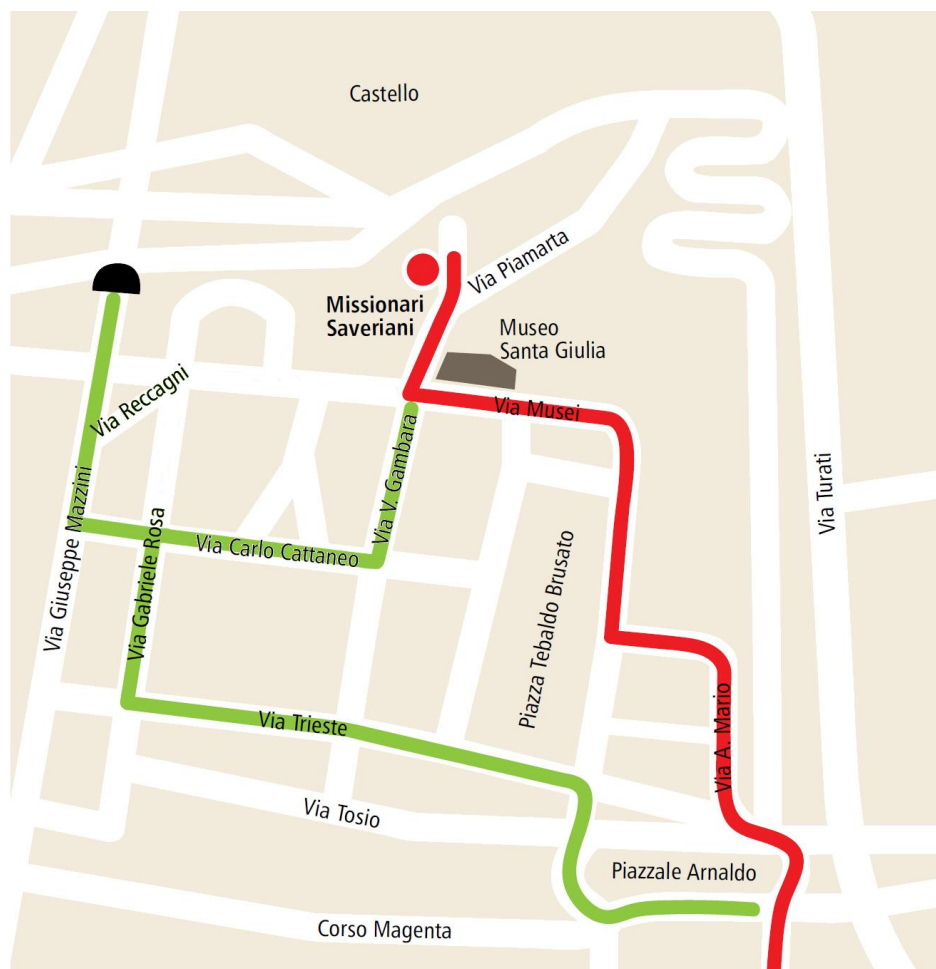 Castello
Via Piamarta
Missionari
Saveriani
Museo
Santa Giulia
Via Reccagni
Via Musei
Via V. Gambara
Via Turati
Via Giuseppe Mazzini
Via Gabriele Rosa
Via Carlo Cattaneo
Piazza Tebaldo Brusato
Via Trieste
Via A. Mario
Via Tosio
Piazzale Arnaldo
Corso Magenta